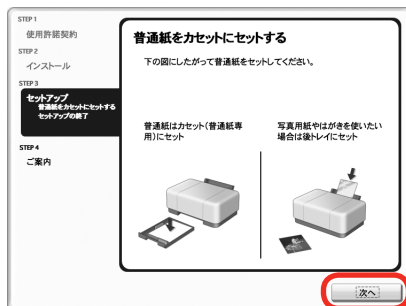 STEP 1
使用許諾契約
STEP 2
インストール
STEP 3
セットアップ
普通紙をカセットにセットする
セットアップの終了
STEP 4
ご案内
普通紙をカセットにセットする
下の図にしたがって普通紙をセットしてください。
普通紙はカセット(普通紙専
用)にセット
写真用紙やはがきを使いたい
場合は後トレイにセット
次へ